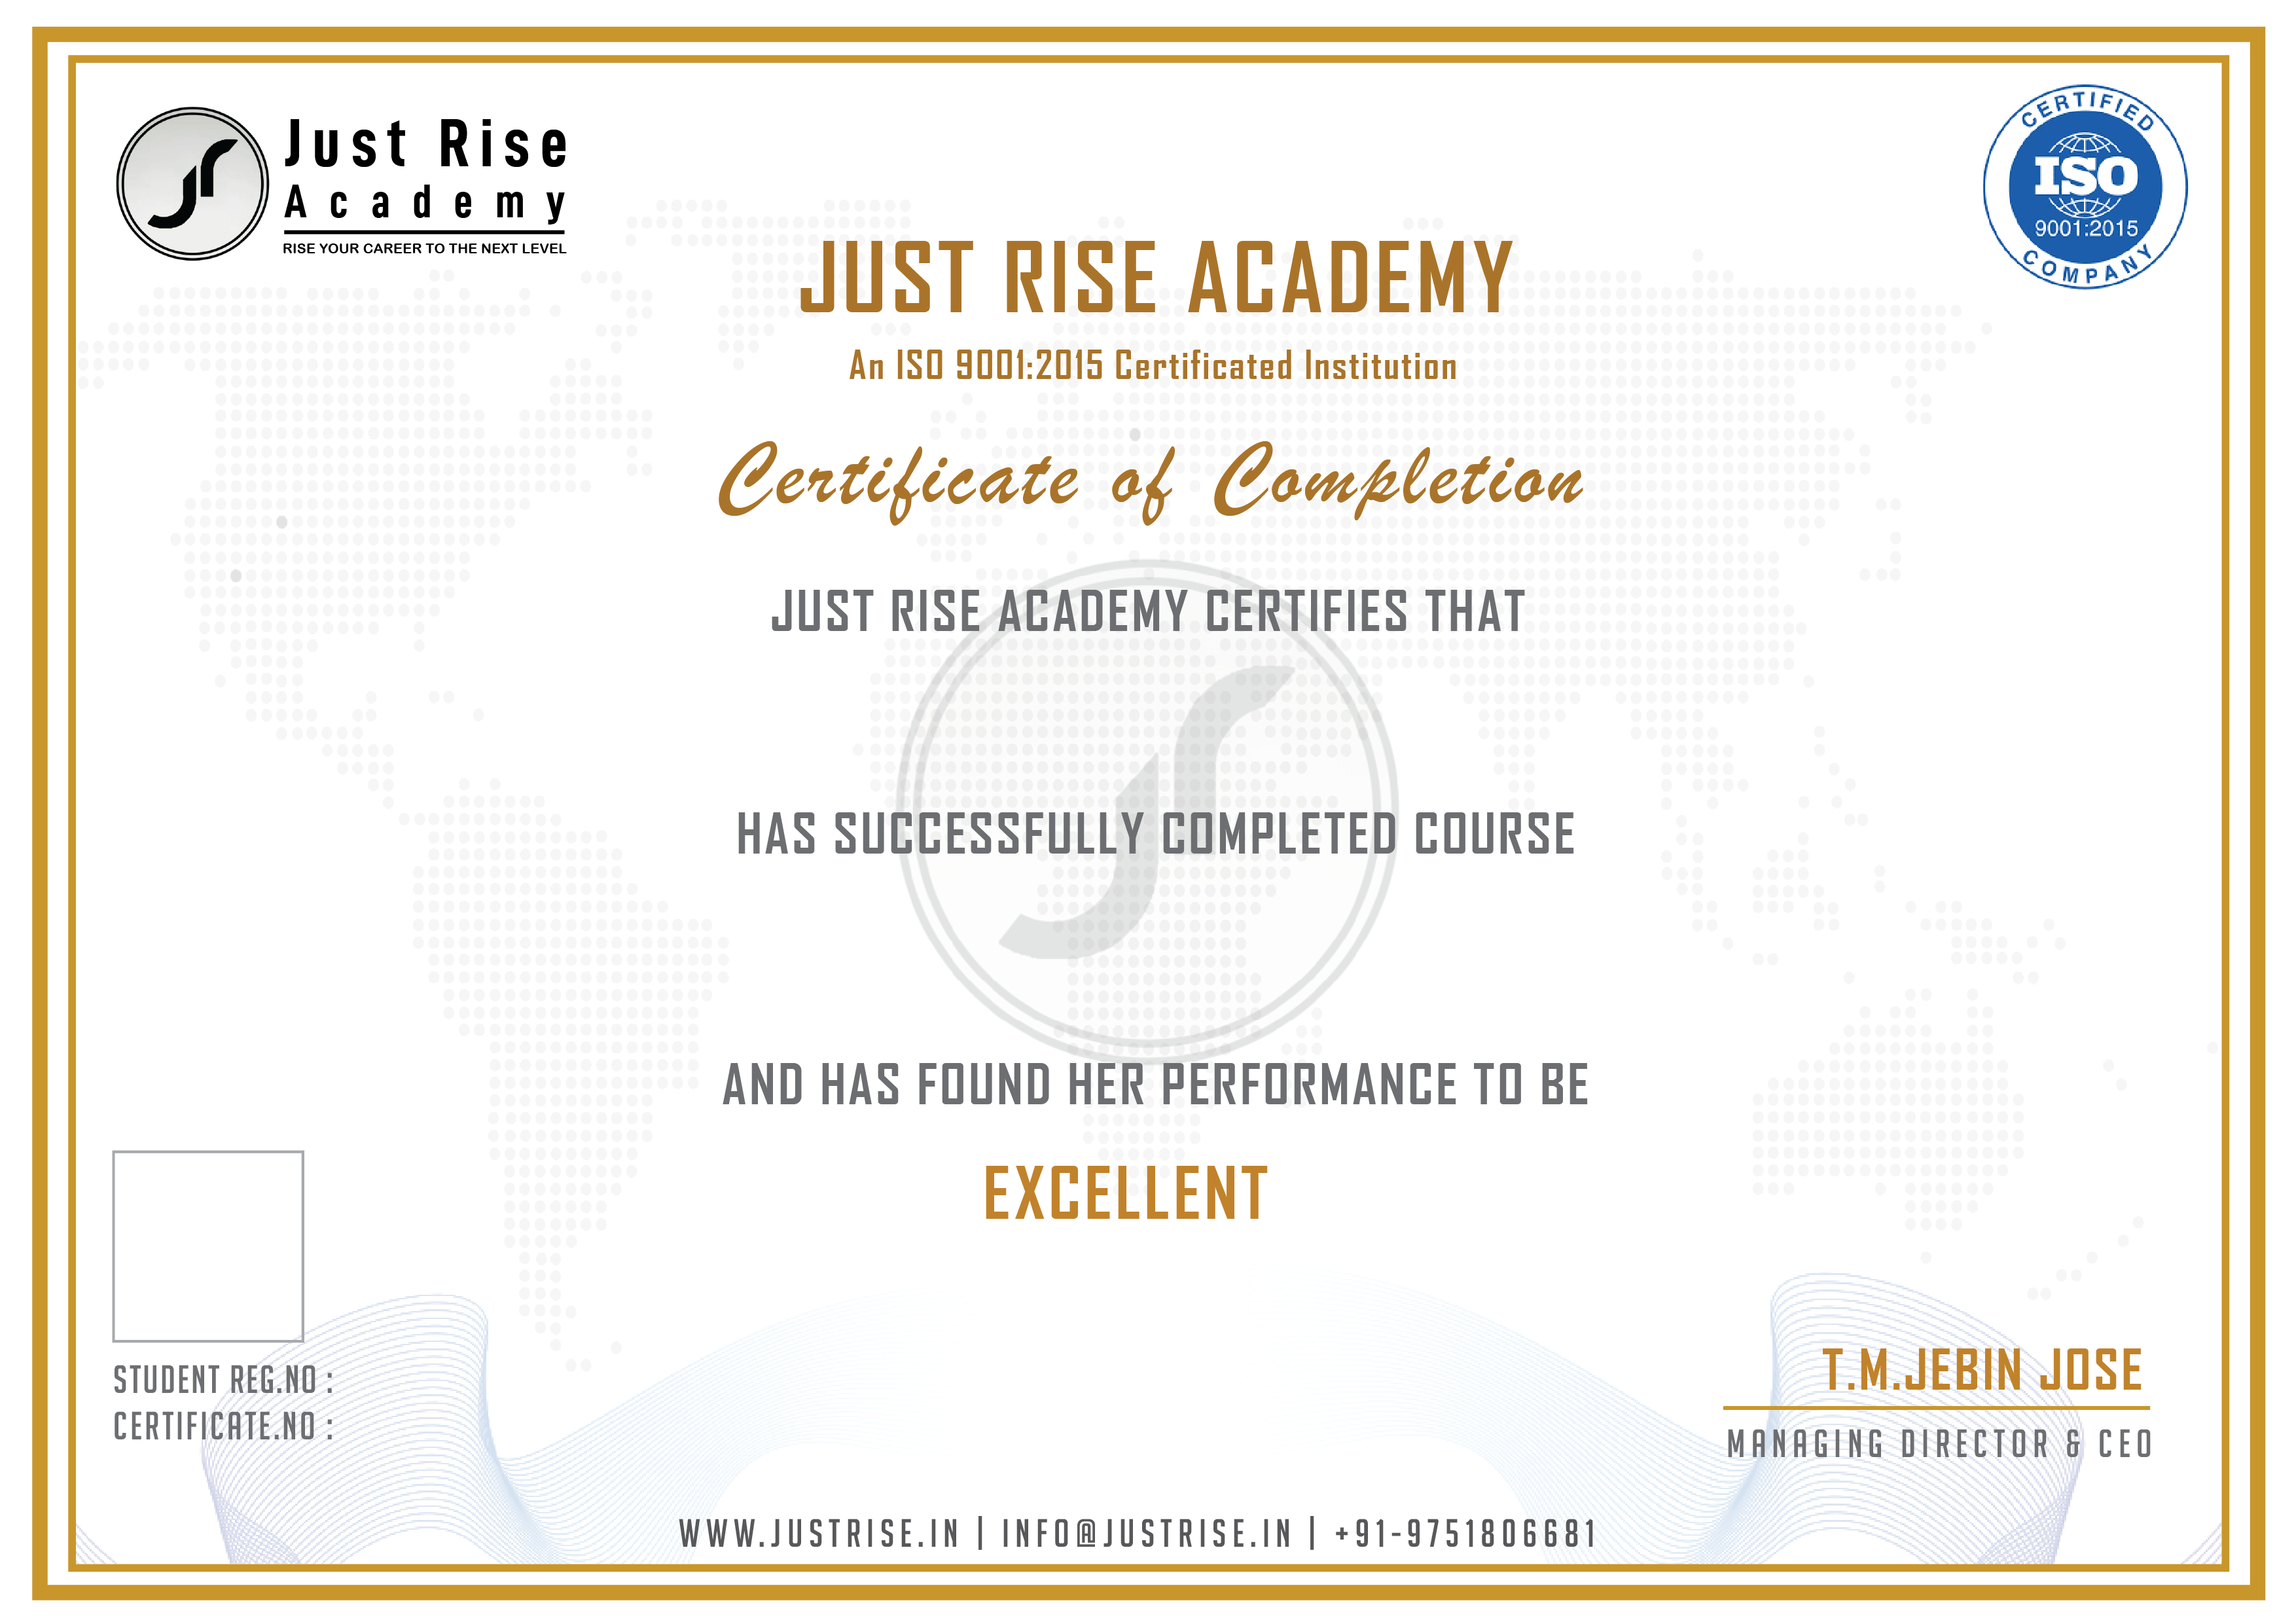 Just Rise
Academy
RISE YOUR CAREER TO THE NEXT LEVEL
CERTIFIED
ISO
9001:2015
COMPANY
JUST RISE ACADEMY
An ISO 9001:2015 Certificated Institution
Certificate of Completion
JUST RISE ACADEMY CERTIFIES THAT
HAS SUCCESSFULLY COMPLETED COURSE
AND HAS FOUND HER PERFORMANCE TO BE
EXCELLENT
STUDENT REG.NO :
CERTIFICATE.NO :
T.M.JEBIN JOSE
MANAGING DIRECTOR & CEO
WWW.JUSTRISE.IN | INFO@JUSTRISE.IN | +91-9751806681